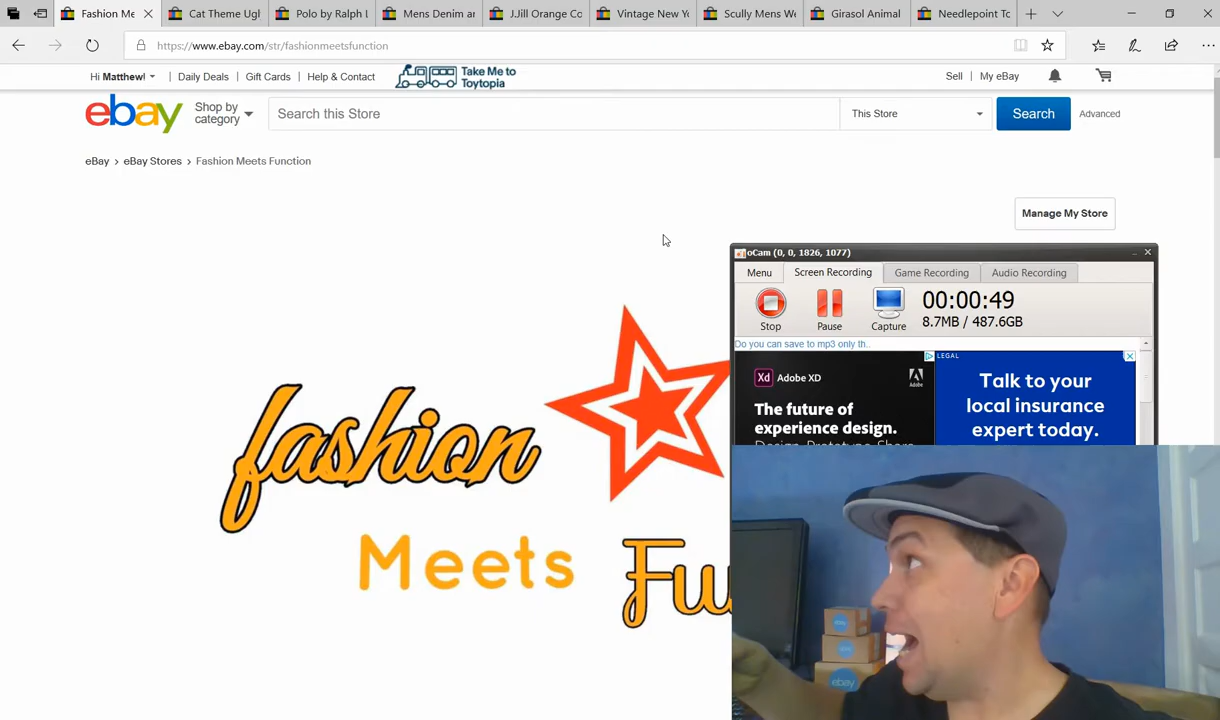 Fashion Me
Cat Theme Ugl
Polo by Ralph L
Mens Denim ar
JJill Orange Co
Vintage New Yo
Scully Mens We
Girasol Animal
Needlepoint To
https://www.ebay.com/str/fashionmeetsfunction
Hi Matthew!
Daily Deals
Gift Cards
Help & Contact
Take Me to
Toytopia
Sell
My eBay
ebay
Shop by
category
Search this Store
This Store
Search
Advanced
eBay > eBay Stores > Fashion Meets Function
Manage My Store
oCam (0, 0, 1826, 1077)
Menu
Screen Recording
Game Recording
Audio Recording
Stop
Pause
Capture
00:00:49
8.7MB / 487.6GB
Do you can save to mp3 only th..
Xd Adobe XD
Adobe
The future of
experience design.
LEGAL
Talk to your
local insurance
expert today.
fashion
Meets
ebay